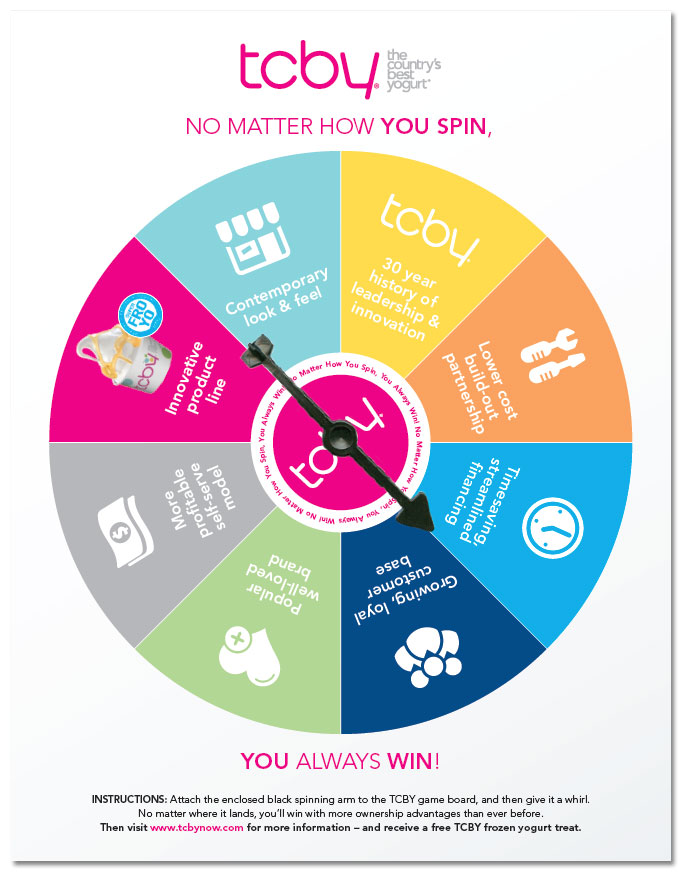 tcby®
the
country's
best
yogurt
NO MATTER HOW YOU SPIN,
Contemporary
look & feel
tcby
30 year
history of
leadership &
innovation
Lower cost
build-out
partnership
Timesaving,
streamlined
financing
Growing, loyal
customer
base
Popular
well-loved
brand
More
profitable
self-serve
model
$
Innovative
product
line
FRO
YO
tcby
No Matter How You Spin, You Always Win! No Matter How You Spin, You Always Win! No Matter How You Spin, You Always Win!
tcby
YOU ALWAYS WIN!
INSTRUCTIONS: Attach the enclosed black spinning arm to the TCBY game board, and then give it a whirl.
No matter where it lands, you'll win with more ownership advantages than ever before.
Then visit www.tcbynow.com for more information – and receive a free TCBY frozen yogurt treat.